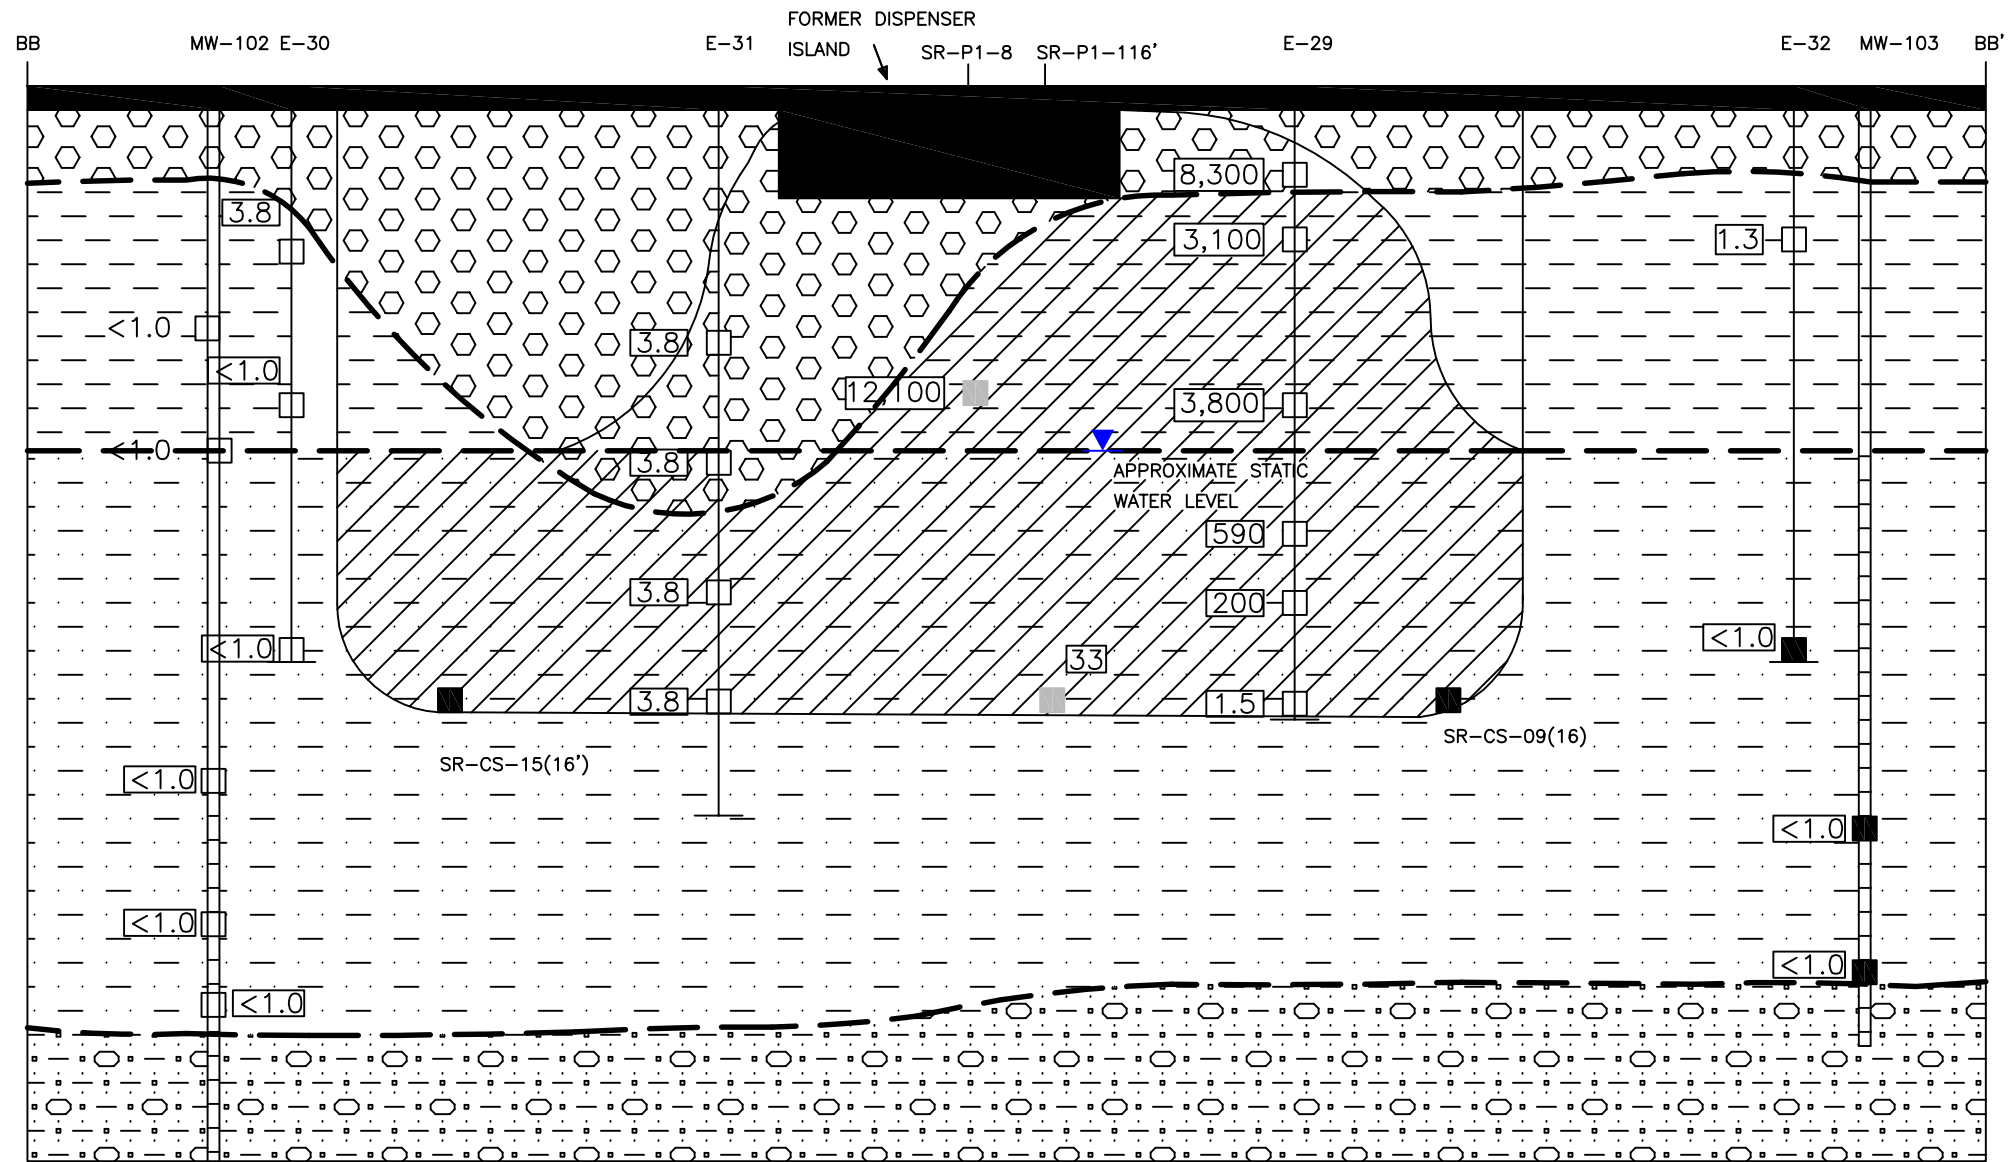 FORMER DISPENSER
ISLAND
BB
MW-102
E-30
E-31
SR-P1-8
SR-P1-116'
E-29
E-32
MW-103
BB'
8,300
3.8
3,100
1.3
<1.0
3.8
<1.0
12,100
3,800
<1.0
3.8
APPROXIMATE STATIC
WATER LEVEL
590
3.8
200
<1.0
33
<1.0
3.8
1.5
SR-CS-09(16)
SR-CS-15(16')
<1.0
<1.0
<1.0
<1.0
<1.0